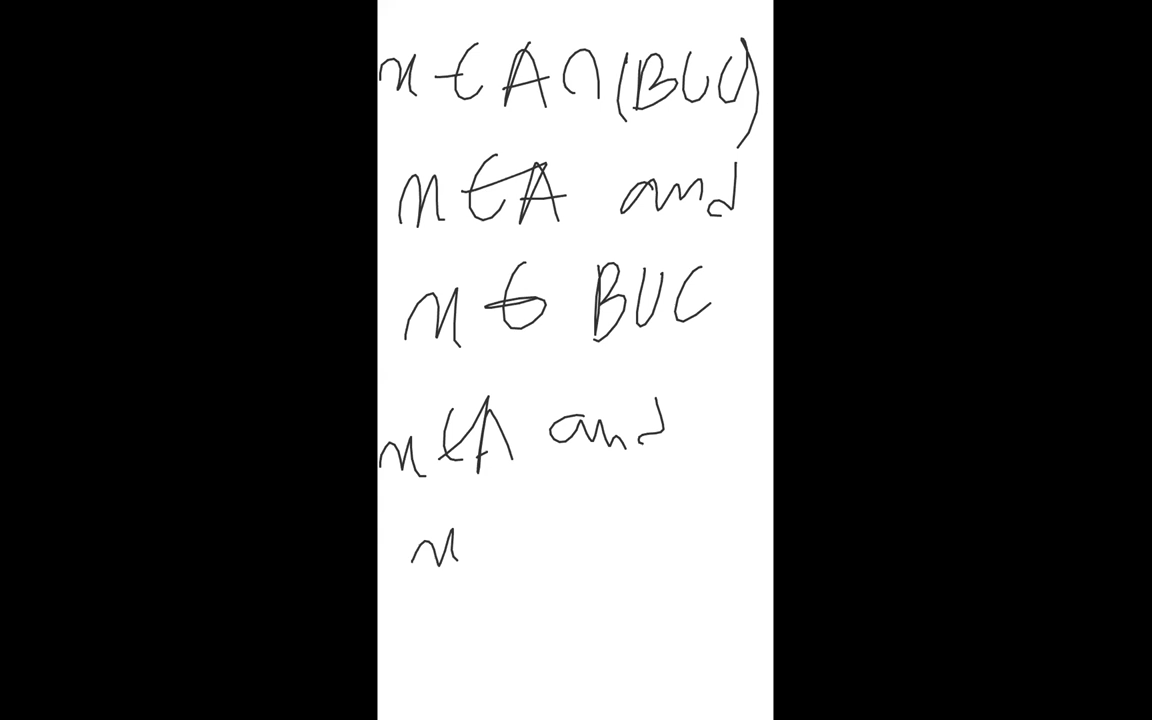 x ∈ A ∩ (B ∪ C)
x ∈ A and
x ∈ B ∪ C
x ∈ A and
x